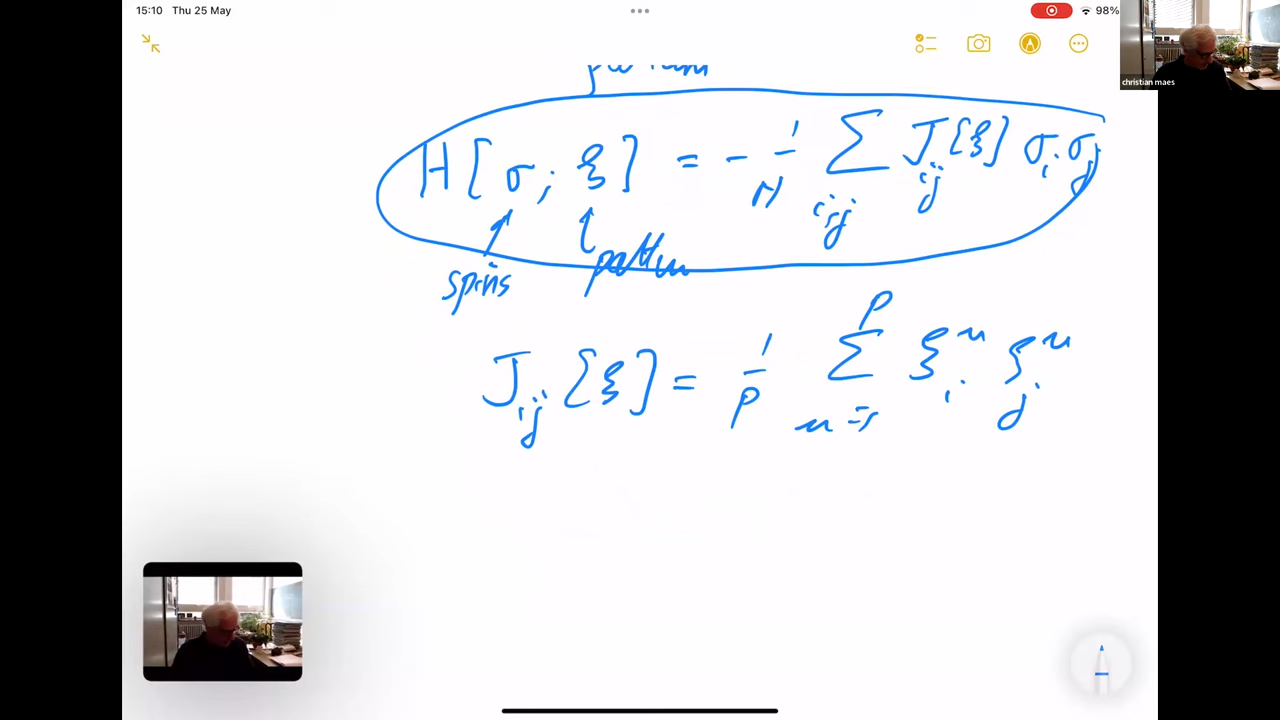 15:10 Thu 25 May
98%
christian maes
H[σ; ξ] = - 1/N Σ_{i,j} J_{ij}[ξ] σ_i σ_j
spins
pattern
J_{ij}[ξ] = 1/p Σ_{μ=1}^{p} ξ_i^μ ξ_j^μ